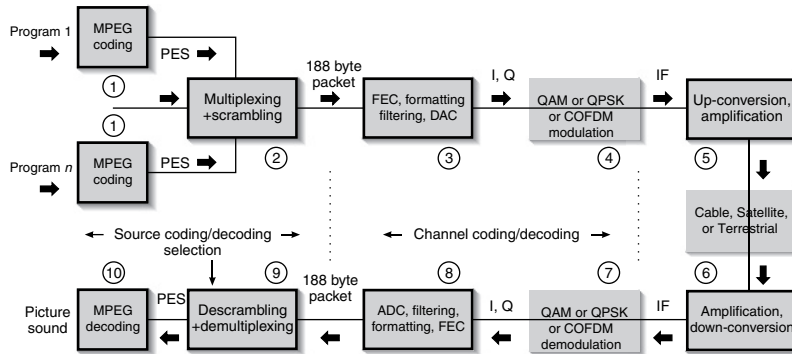 Program 1
MPEG
coding
PES
1
188 byte
packet
I, Q
IF
Multiplexing
+scrambling
FEC, formatting
filtering, DAC
QAM or QPSK
or COFDM
modulation
Up-conversion,
amplification
1
2
3
4
5
Program n
MPEG
coding
PES
Cable, Satellite,
or Terrestrial
Source coding/decoding
selection
Channel coding/decoding
10
9
8
7
6
Picture
sound
MPEG
decoding
PES
Descrambling
+demultiplexing
188 byte
packet
ADC, filtering,
formatting, FEC
I, Q
QAM or QPSK
or COFDM
demodulation
IF
Amplification,
down-conversion